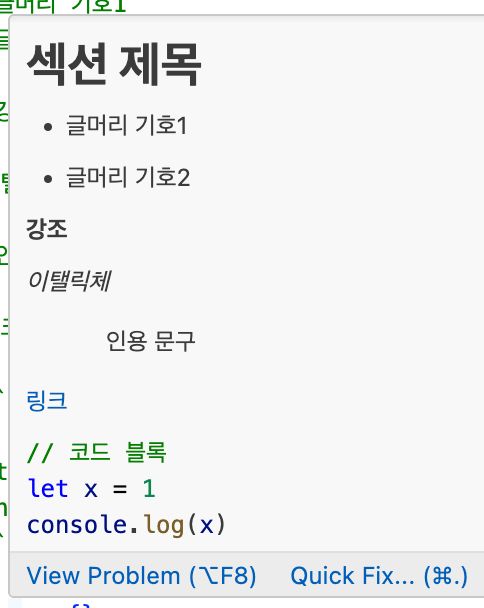 글머리 기호1
섹션 제목
글머리 기호1
글머리 기호2
강조
이탤릭체
인용 문구
링크
// 코드 블록
let x = 1
console.log(x)
View Problem (⌥F8) Quick Fix... (⌘.)